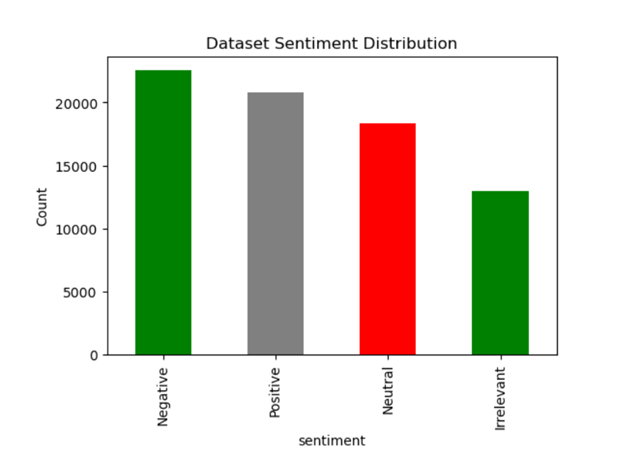 Dataset Sentiment Distribution
Count
20000
15000
10000
5000
0
Negative
Positive
Neutral
Irrelevant
sentiment